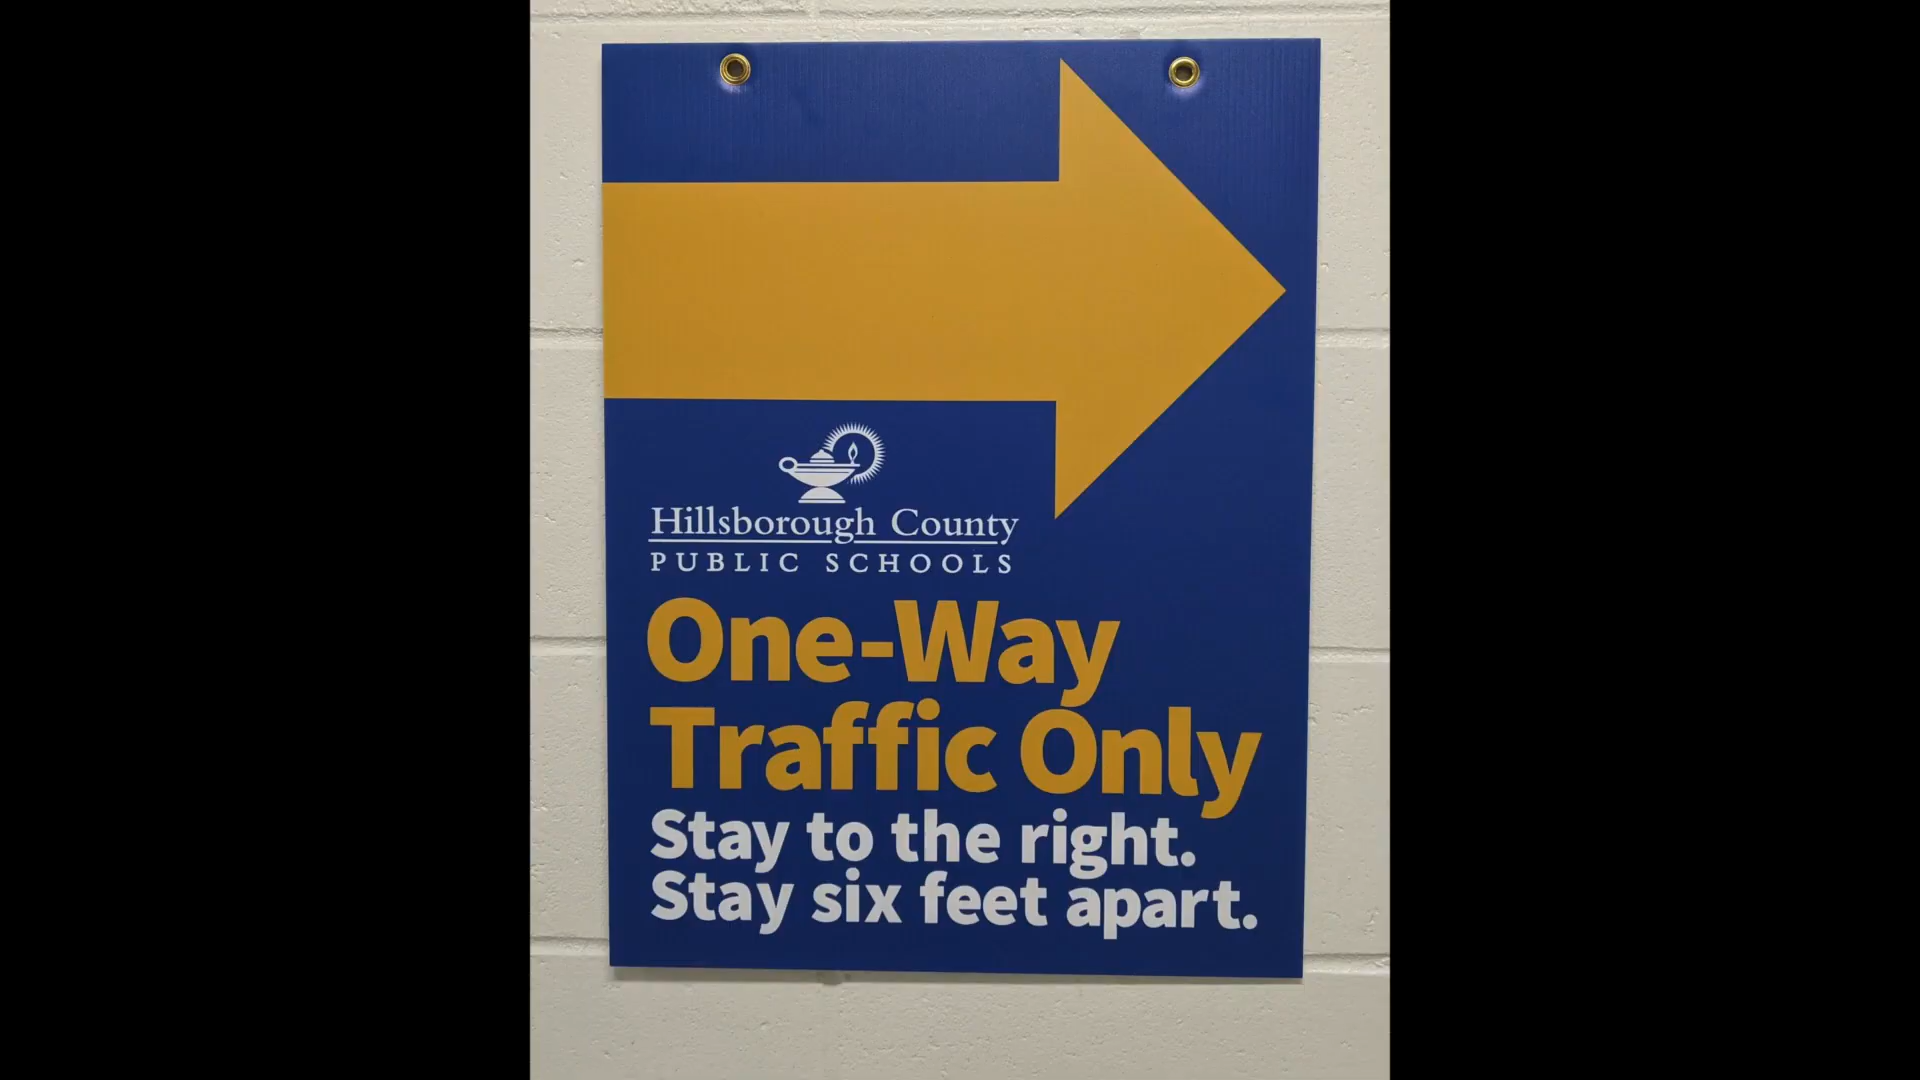 Hillsborough County
PUBLIC SCHOOLS
One-Way
Traffic Only
Stay to the right.
Stay six feet apart.